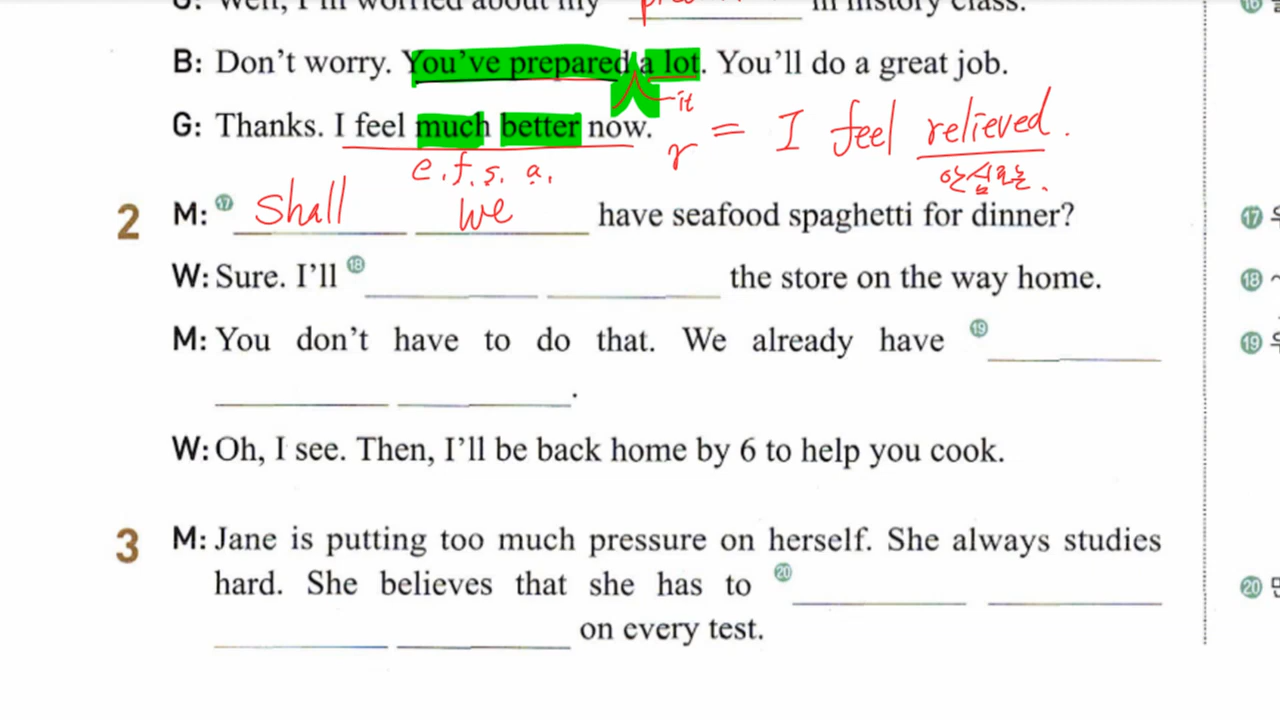 G: Well, I'm worried about my in history class.
B: Don't worry. You've prepared a lot. You'll do a great job.
it
G: Thanks. I feel much better now. = I feel relieved.
e.f.s. a. 안심되는.
2 M: ⑰ Shall we have seafood spaghetti for dinner? ⑰
W: Sure. I'll ⑱ the store on the way home. ⑱
M: You don't have to do that. We already have ⑲ ⑲
.
W: Oh, I see. Then, I'll be back home by 6 to help you cook.
3 M: Jane is putting too much pressure on herself. She always studies
hard. She believes that she has to ⑳ ⑳
on every test.